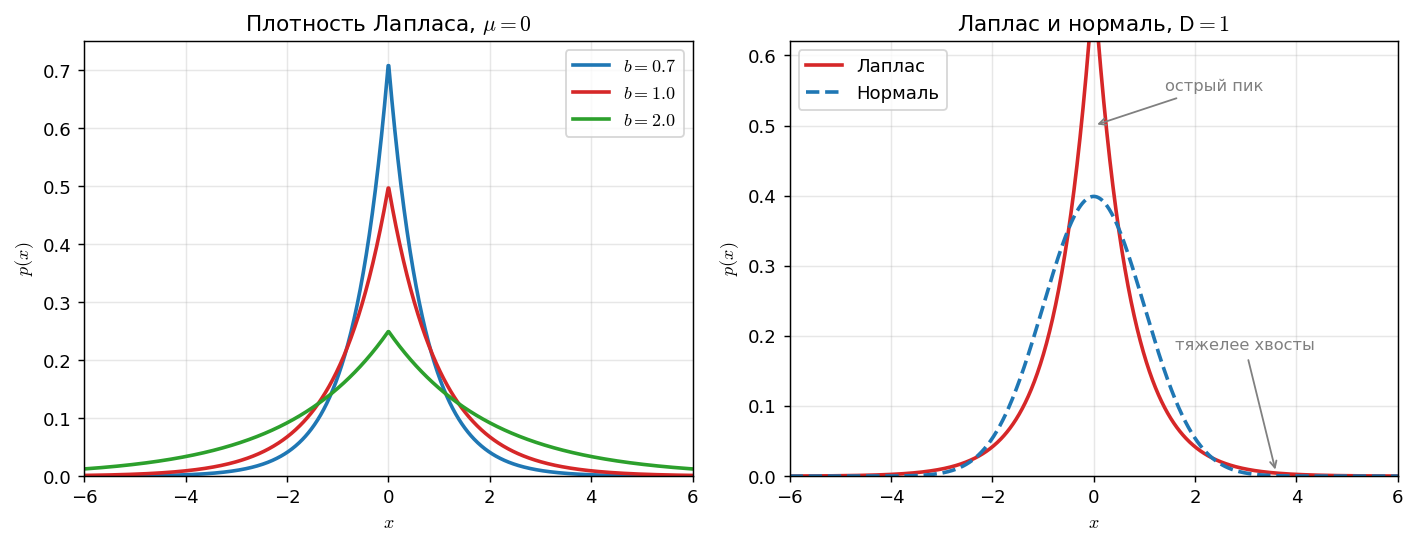 Плотность Лапласа, μ = 0
b = 0.7
b = 1.0
b = 2.0
0.7
0.6
0.5
0.4
0.3
0.2
0.1
0.0
p(x)
−6
−4
−2
0
2
4
6
x
Лаплас и нормаль, D = 1
Лаплас
Нормаль
острый пик
тяжелее хвосты
0.6
0.5
0.4
0.3
0.2
0.1
0.0
p(x)
−6
−4
−2
0
2
4
6
x